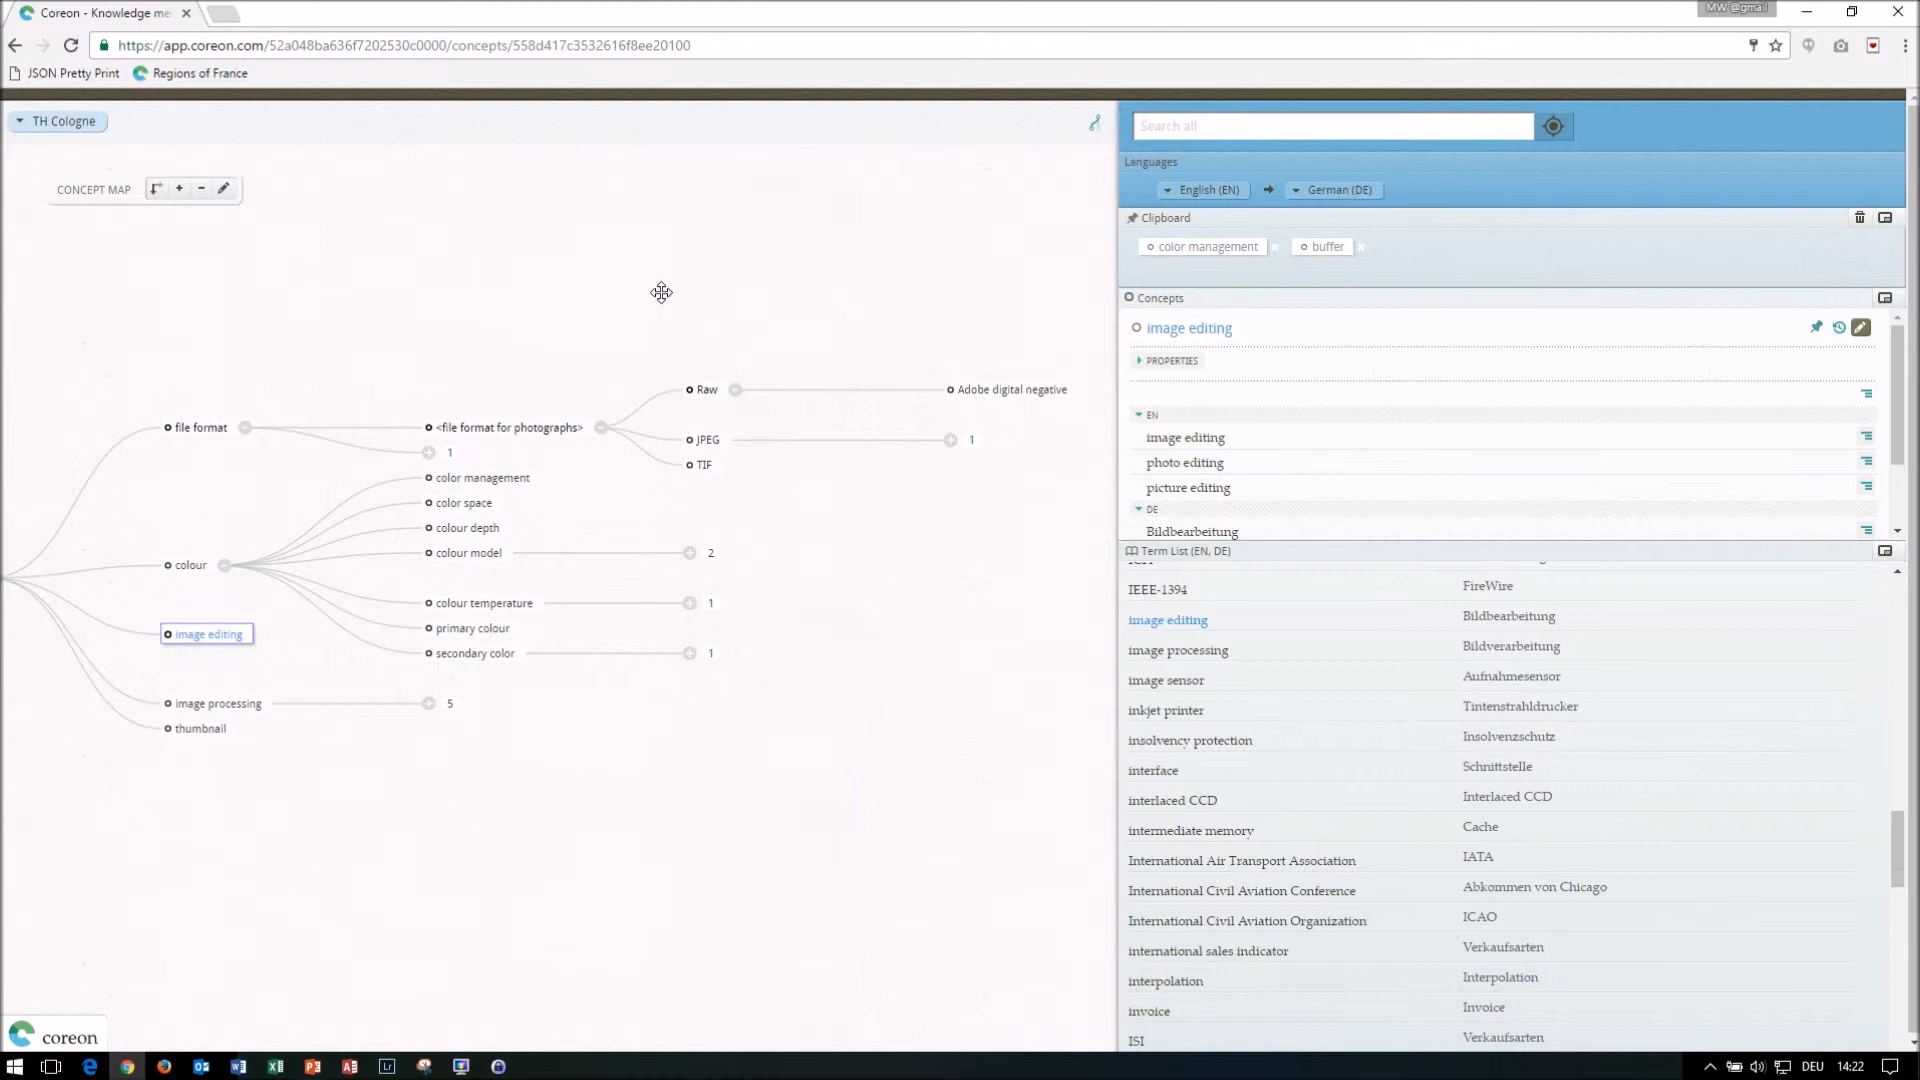 Coreon - Knowledge me
MW@gmail
https://app.coreon.com/52a048ba636f7202530c0000/concepts/558d417c3532616f8ee20100
JSON Pretty Print
Regions of France
TH Cologne
CONCEPT MAP
+
-
Raw
Adobe digital negative
file format
<file format for photographs>
JPEG
1
1
TIF
color management
color space
colour depth
colour model
2
colour
colour temperature
1
primary colour
image editing
secondary color
1
image processing
5
thumbnail
coreon
Search all
Languages
English (EN)
German (DE)
Clipboard
color management
buffer
Concepts
image editing
PROPERTIES
EN
image editing
photo editing
picture editing
DE
Bildbearbeitung
Term List (EN, DE)
IEEE-1394 FireWire
image editing Bildbearbeitung
image processing Bildverarbeitung
image sensor Aufnahmesensor
inkjet printer Tintenstrahldrucker
insolvency protection Insolvenzschutz
interface Schnittstelle
interlaced CCD Interlaced CCD
intermediate memory Cache
International Air Transport Association IATA
International Civil Aviation Conference Abkommen von Chicago
International Civil Aviation Organization ICAO
international sales indicator Verkaufsarten
interpolation Interpolation
invoice Invoice
ISI Verkaufsarten
DEU 14:22